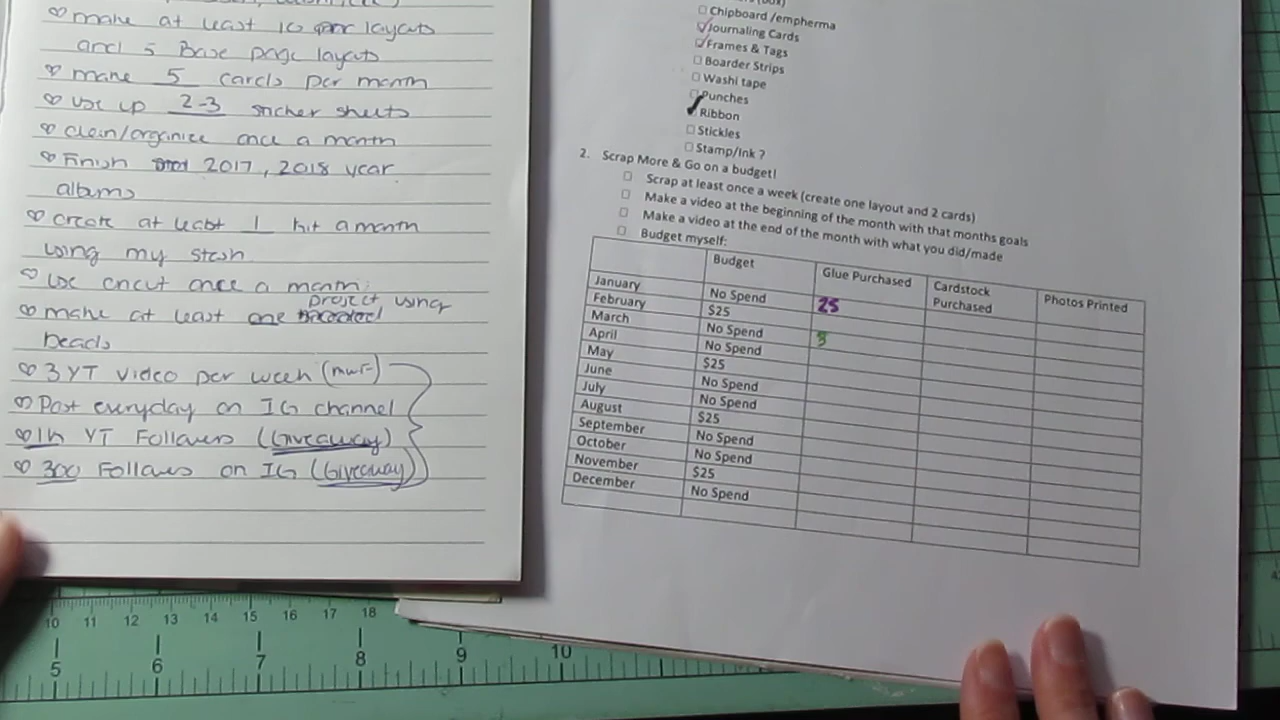 make at least 10 layouts
and 5 Base page layouts
make 5 cards per month
use up 2-3 sticker sheets
clean/organize once a month
Finish 2017, 2018 year
albums
create at least 1 kit a month
using my stash
Use cricut once a month
make at least one project using
beads
3 YT video per week (mwf)
Post everyday on IG channel
1k YT Followers (Giveaway)
300 Followers on IG (Giveaway)
Chipboard /empherma
Journaling Cards
Frames & Tags
Boarder Strips
Washi tape
Punches
Ribbon
Stickles
Stamp/Ink ?
2. Scrap More & Go on a budget!
Scrap at least once a week (create one layout and 2 cards)
Make a video at the beginning of the month with that months goals
Make a video at the end of the month with what you did/made
Budget myself:
Budget Glue Purchased Cardstock Purchased Photos Printed
January No Spend 25
February $25
March No Spend 5
April No Spend
May $25
June No Spend
July No Spend
August $25
September No Spend
October No Spend
November $25
December No Spend
10 11 12 13 14 15 16 17 18
5 6 7 8 9 10